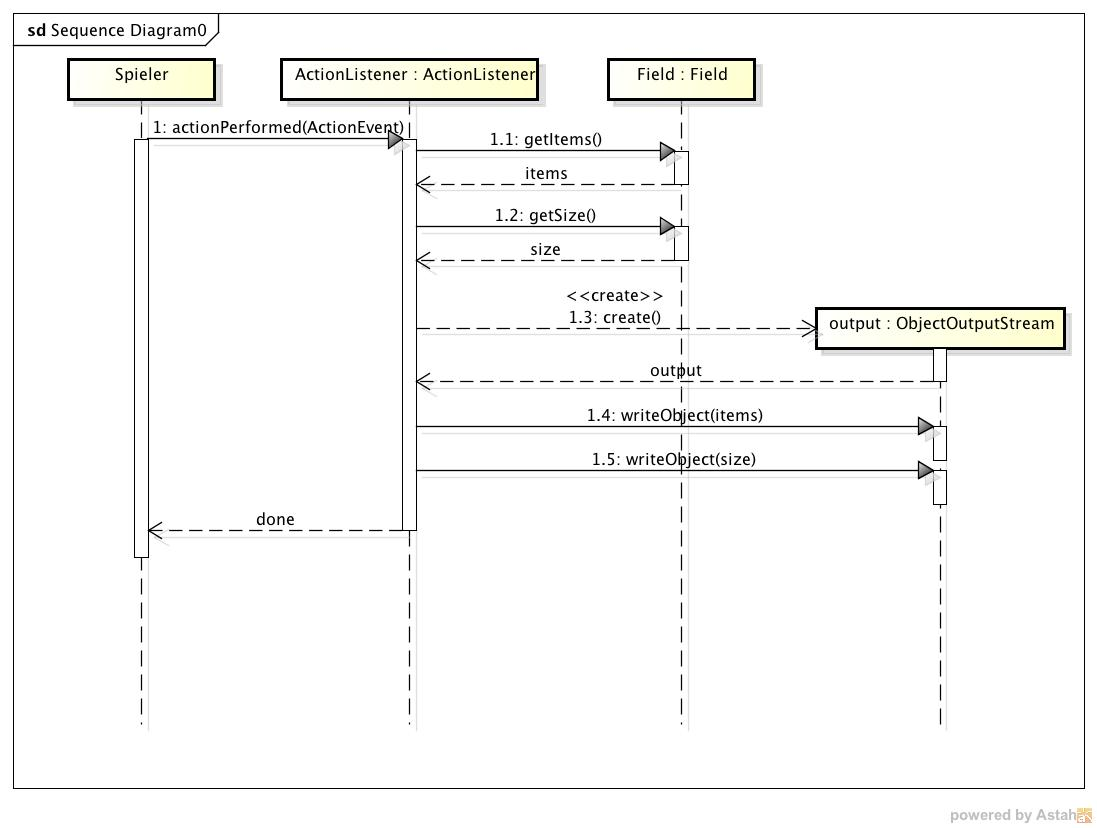 sd Sequence Diagram0
Spieler
ActionListener : ActionListener
Field : Field
1: actionPerformed(ActionEvent)
1.1: getItems()
items
1.2: getSize()
size
<<create>>
1.3: create()
output : ObjectOutputStream
output
1.4: writeObject(items)
1.5: writeObject(size)
done
powered by Astah